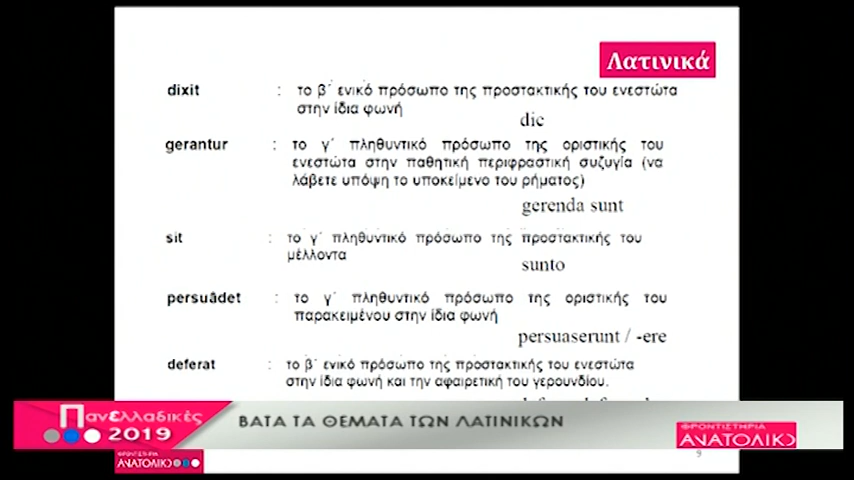 Λατινικά
dixit : το β΄ ενικό πρόσωπο της προστακτικής του ενεστώτα
στην ίδια φωνή
dic
gerantur : το γ΄ πληθυντικό πρόσωπο της οριστικής του
ενεστώτα στην παθητική περιφραστική συζυγία (να
λάβετε υπόψη το υποκείμενο του ρήματος)
gerenda sunt
sit : το γ΄ πληθυντικό πρόσωπο της προστακτικής του
μέλλοντα
sunto
persuādet : το γ΄ πληθυντικό πρόσωπο της οριστικής του
παρακειμένου στην ίδια φωνή
persuaserunt / -ere
deferat : το β΄ ενικό πρόσωπο της προστακτικής του ενεστώτα
στην ίδια φωνή και την αφαιρετική του γερουνδίου.
Πανελλαδικές
2019
ΒΑΤΑ ΤΑ ΘΕΜΑΤΑ ΤΩΝ ΛΑΤΙΝΙΚΩΝ
ΦΡΟΝΤΙΣΤΗΡΙΑ
ΑΝΑΤΟΛΙΚΟ
ΦΡΟΝΤΙΣΤΗΡΙΑ
ΑΝΑΤΟΛΙΚΟ
9